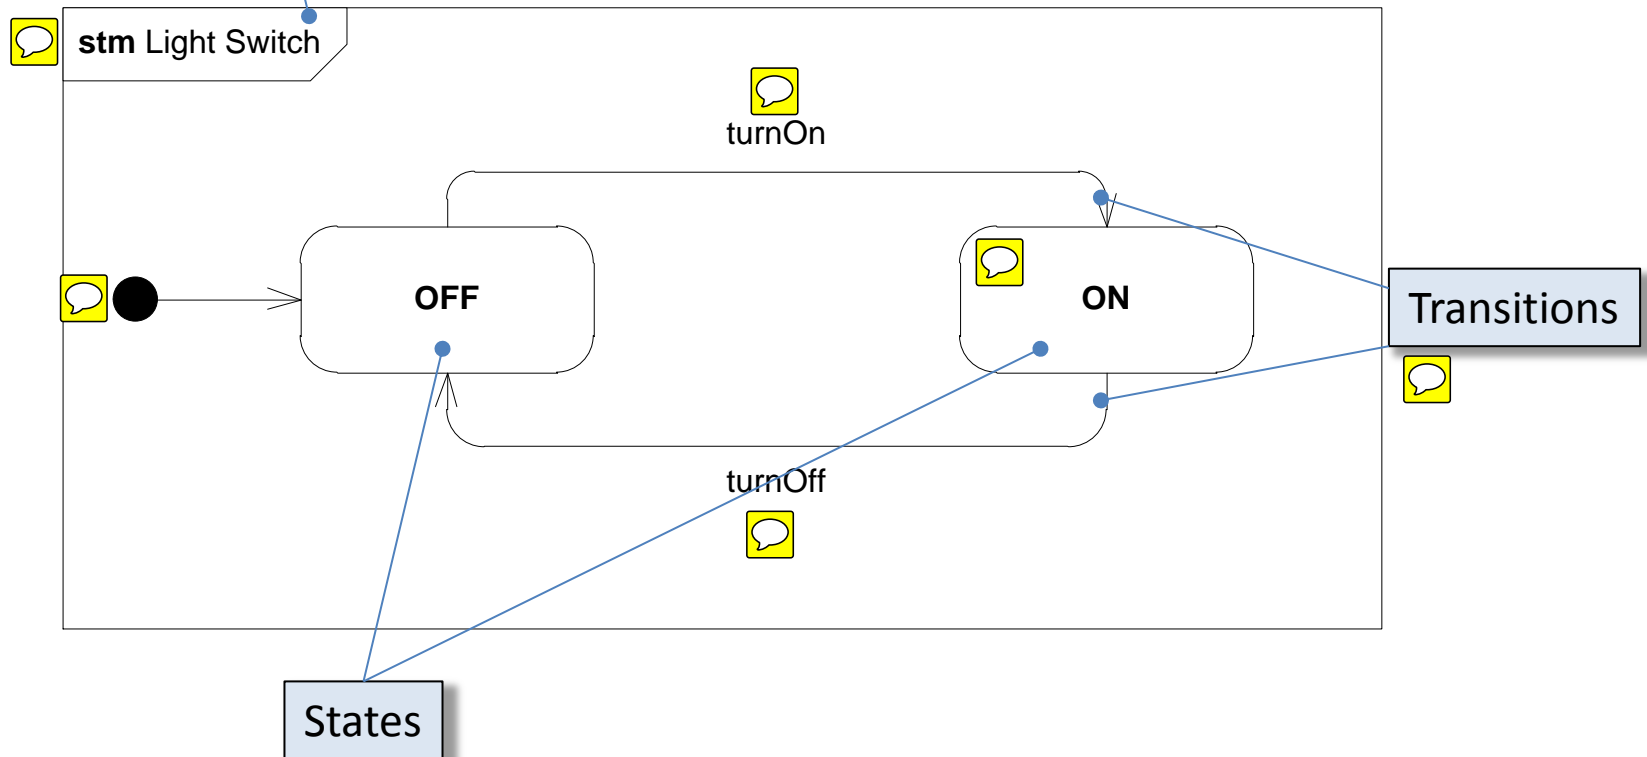 stm Light Switch
turnOn
OFF
ON
Transitions
turnOff
States